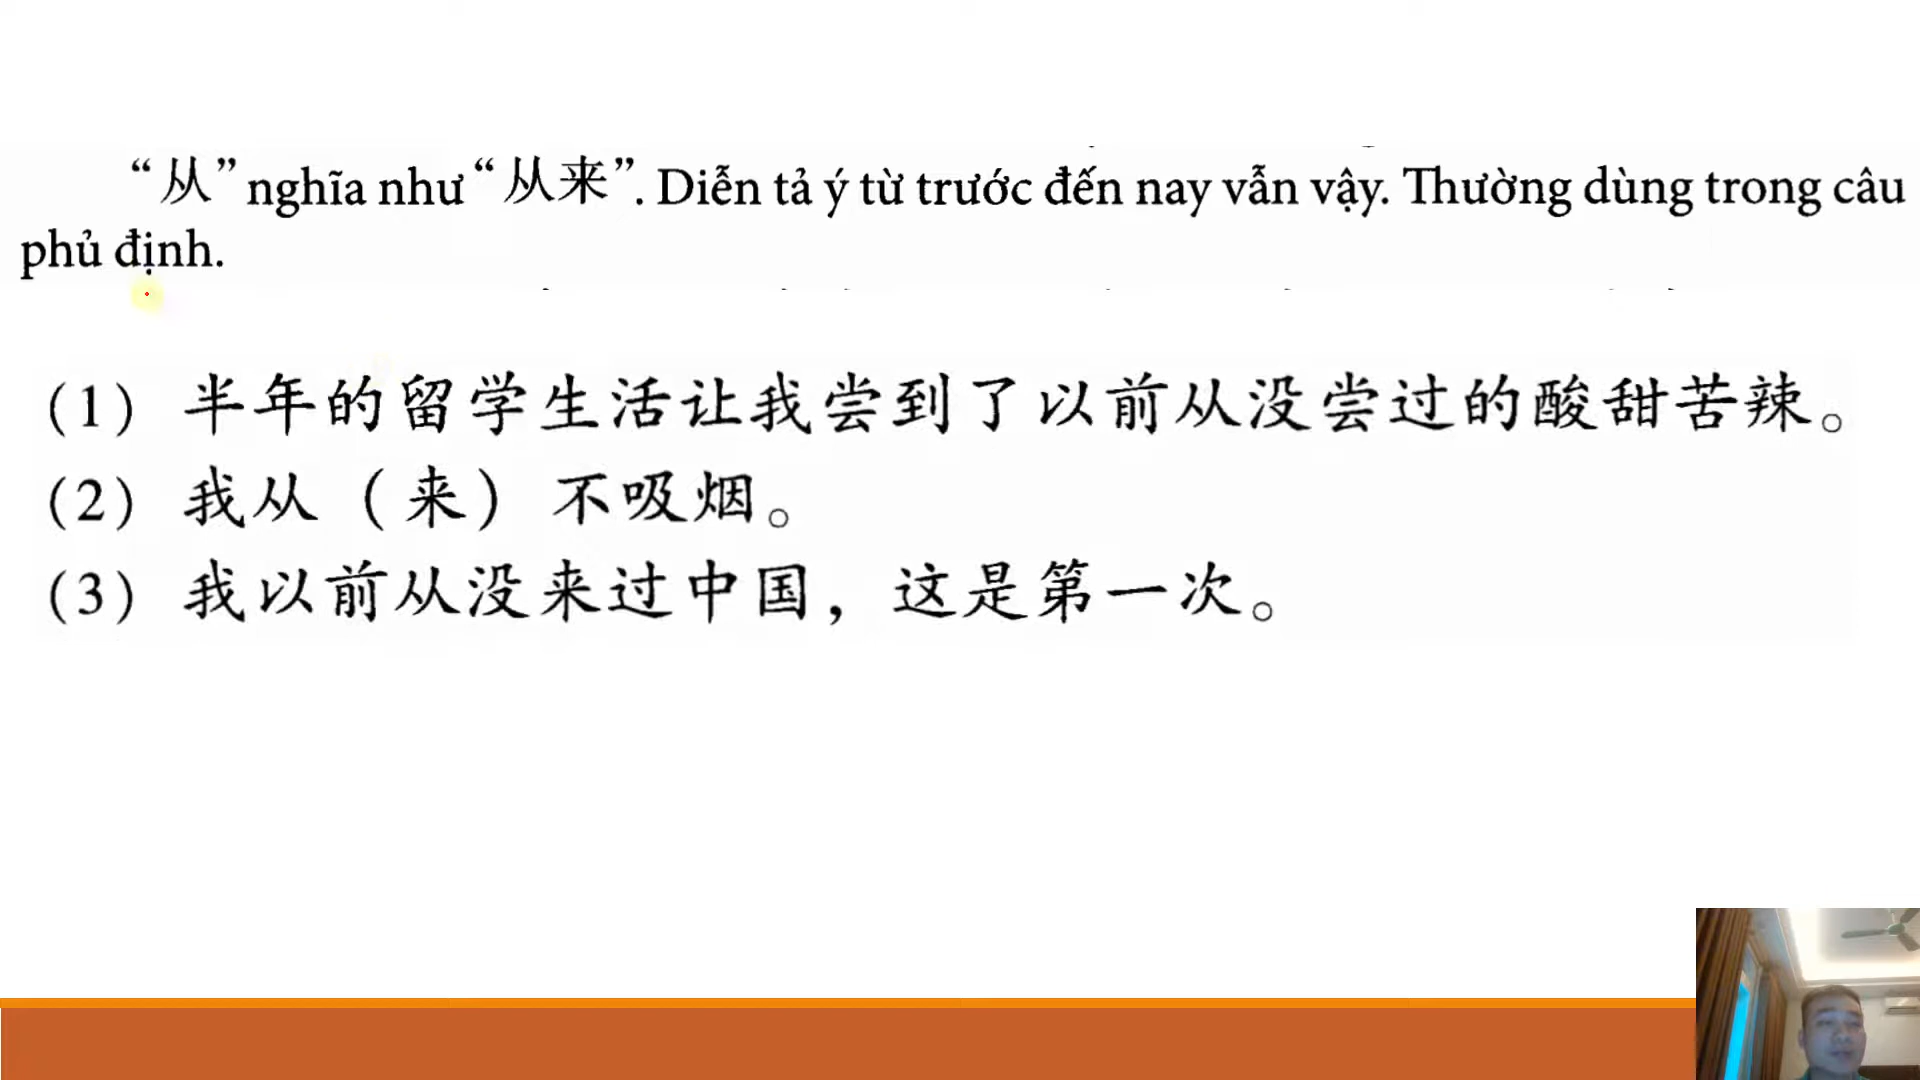 “从” nghĩa như “从来”. Diễn tả ý từ trước đến nay vẫn vậy. Thường dùng trong câu
phủ định.
(1) 半年的留学生活让我尝到了以前从没尝过的酸甜苦辣。
(2) 我从（来）不吸烟。
(3) 我以前从没来过中国，这是第一次。